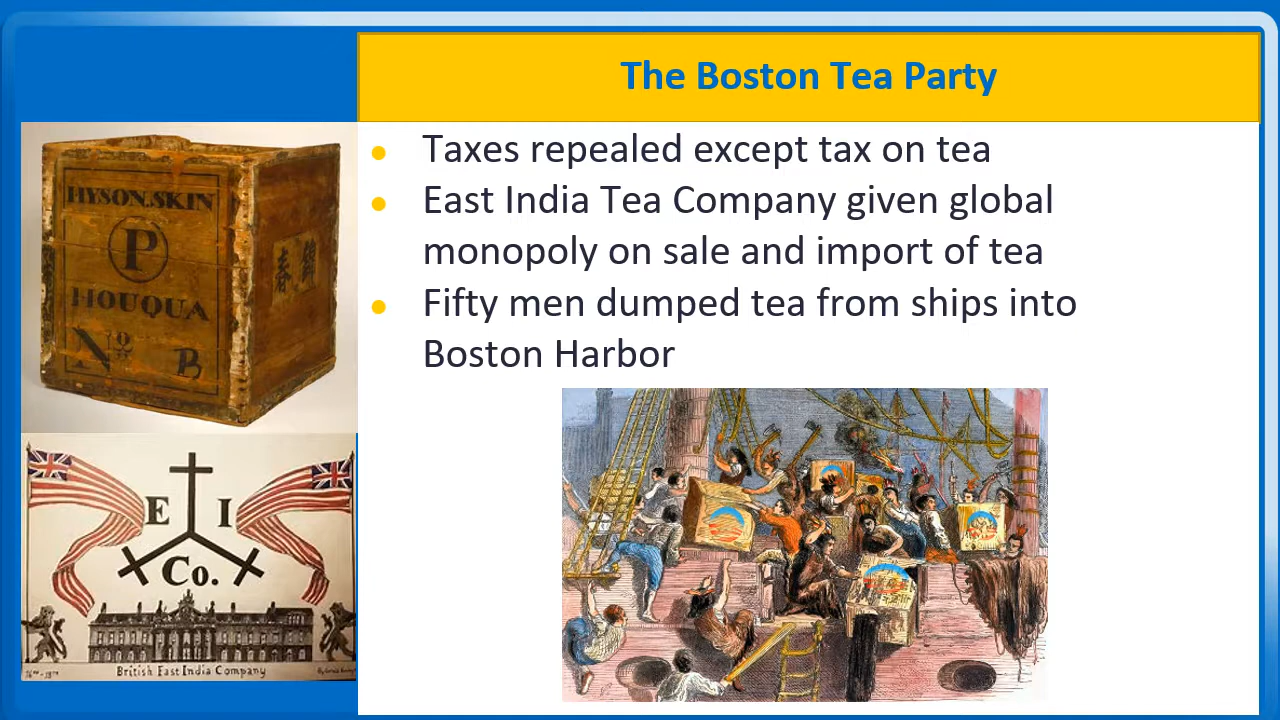 The Boston Tea Party
Taxes repealed except tax on tea
East India Tea Company given global
monopoly on sale and import of tea
Fifty men dumped tea from ships into
Boston Harbor
HYSON.SKIN
P
HOUQUA
No B
春
E I
Co.
British East India Company